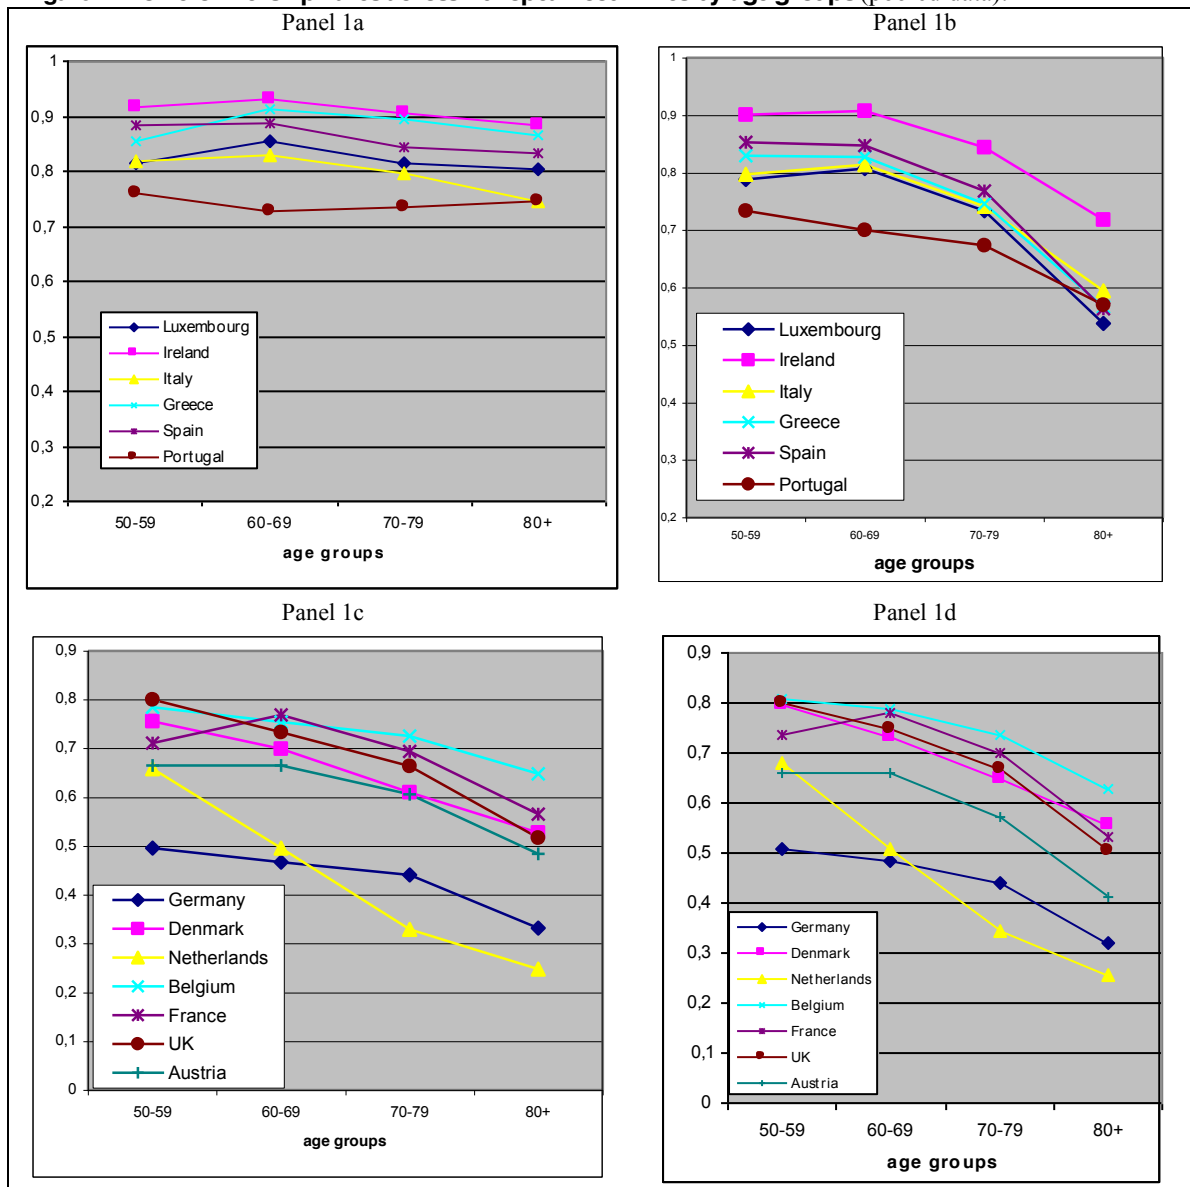 (pooled data).
Panel 1a
1
0,9
0,8
0,7
0,6
0,5
0,4
0,3
0,2
Luxembourg
Ireland
Italy
Greece
Spain
Portugal
50-59 60-69 70-79 80+
age groups
Panel 1b
1
0,9
0,8
0,7
0,6
0,5
0,4
0,3
0,2
Luxembourg
Ireland
Italy
Greece
Spain
Portugal
50-59 60-69 70-79 80+
age groups
Panel 1c
0,9
0,8
0,7
0,6
0,5
0,4
0,3
0,2
0,1
0
Germany
Denmark
Netherlands
Belgium
France
UK
Austria
50-59 60-69 70-79 80+
age groups
Panel 1d
0,9
0,8
0,7
0,6
0,5
0,4
0,3
0,2
0,1
0
Germany
Denmark
Netherlands
Belgium
France
UK
Austria
50-59 60-69 70-79 80+
age groups